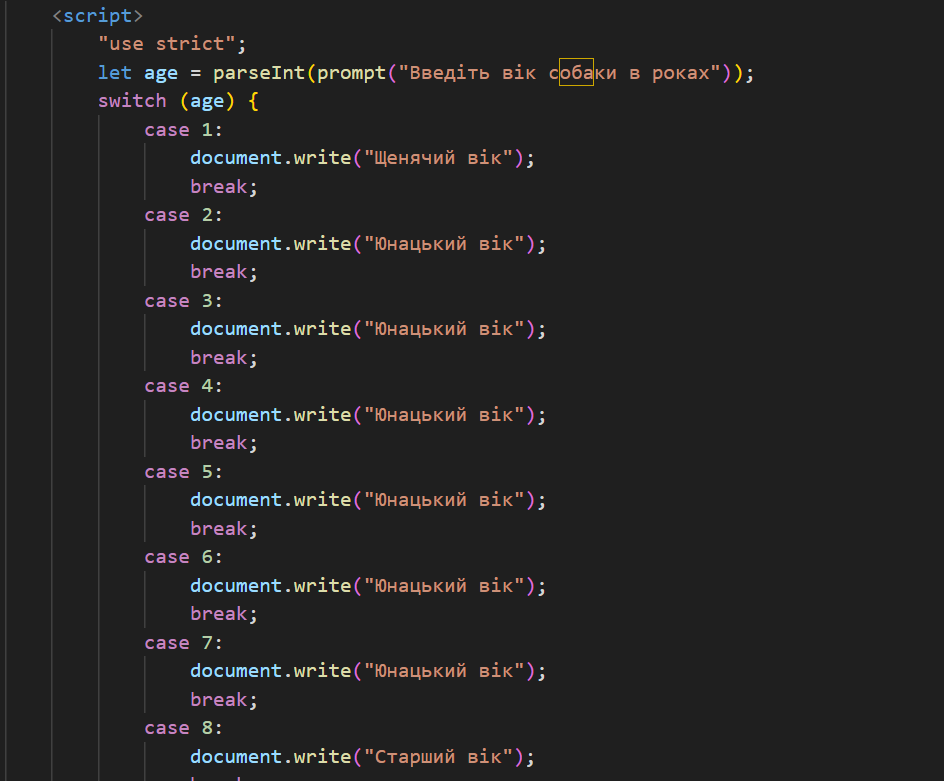 <script>
"use strict";
let age = parseInt(prompt("Введіть вік собаки в роках"));
switch (age) {
case 1:
document.write("Щенячий вік");
break;
case 2:
document.write("Юнацький вік");
break;
case 3:
document.write("Юнацький вік");
break;
case 4:
document.write("Юнацький вік");
break;
case 5:
document.write("Юнацький вік");
break;
case 6:
document.write("Юнацький вік");
break;
case 7:
document.write("Юнацький вік");
break;
case 8:
document.write("Старший вік");